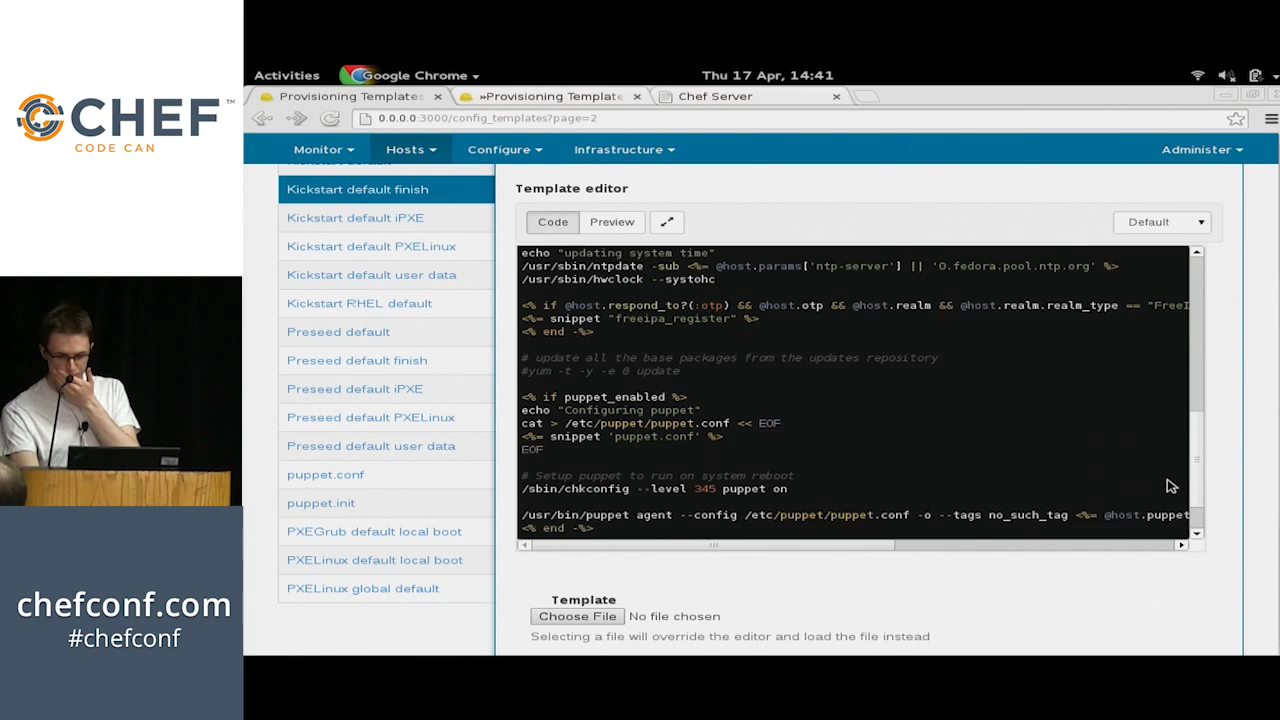 CHEF™
CODE CAN
chefconf.com
#chefconf
Activities
Google Chrome
Thu 17 Apr, 14:41
Provisioning Templates
»Provisioning Template
Chef Server
0.0.0.0:3000/config_templates?page=2
Monitor
Hosts
Configure
Infrastructure
Administer
Kickstart default finish
Kickstart default iPXE
Kickstart default PXELinux
Kickstart default user data
Kickstart RHEL default
Preseed default
Preseed default finish
Preseed default iPXE
Preseed default PXELinux
Preseed default user data
puppet.conf
puppet.init
PXEGrub default local boot
PXELinux default local boot
PXELinux global default
Template editor
Code
Preview
Default
echo "updating system time"
/usr/sbin/ntpdate -sub <%= @host.params['ntp-server'] || '0.fedora.pool.ntp.org' %>
/usr/sbin/hwclock --systohc
<% if @host.respond_to?(:otp) && @host.otp && @host.realm && @host.realm.realm_type == "FreeI
<%= snippet "freeipa_register" %>
<% end -%>
# update all the base packages from the updates repository
#yum -t -y -e 0 update
<% if puppet_enabled %>
echo "Configuring puppet"
cat > /etc/puppet/puppet.conf << EOF
<%= snippet 'puppet.conf' %>
EOF
# Setup puppet to run on system reboot
/sbin/chkconfig --level 345 puppet on
/usr/bin/puppet agent --config /etc/puppet/puppet.conf -o --tags no_such_tag <%= @host.puppet
<% end -%>
Template
Choose File No file chosen
Selecting a file will override the editor and load the file instead